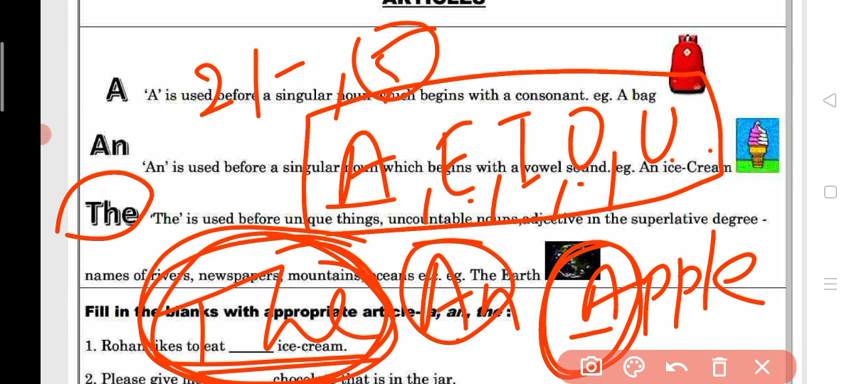 ARTICLES
21- , 5
A 'A' is used before a singular noun which begins with a consonant. eg. A bag
A, E, I, O, U
An 'An' is used before a singular noun which begins with a vowel sound. eg. An ice-Cream
The 'The' is used before unique things, uncountable nouns,adjective in the superlative degree -
names of rivers, newspapers, mountains, oceans etc. eg. The Earth
The An Apple
Fill in the blanks with appropriate article- a, an, the :
1. Rohan likes to eat _____ ice-cream.
2. Please give me _____ chocolate that is in the jar.